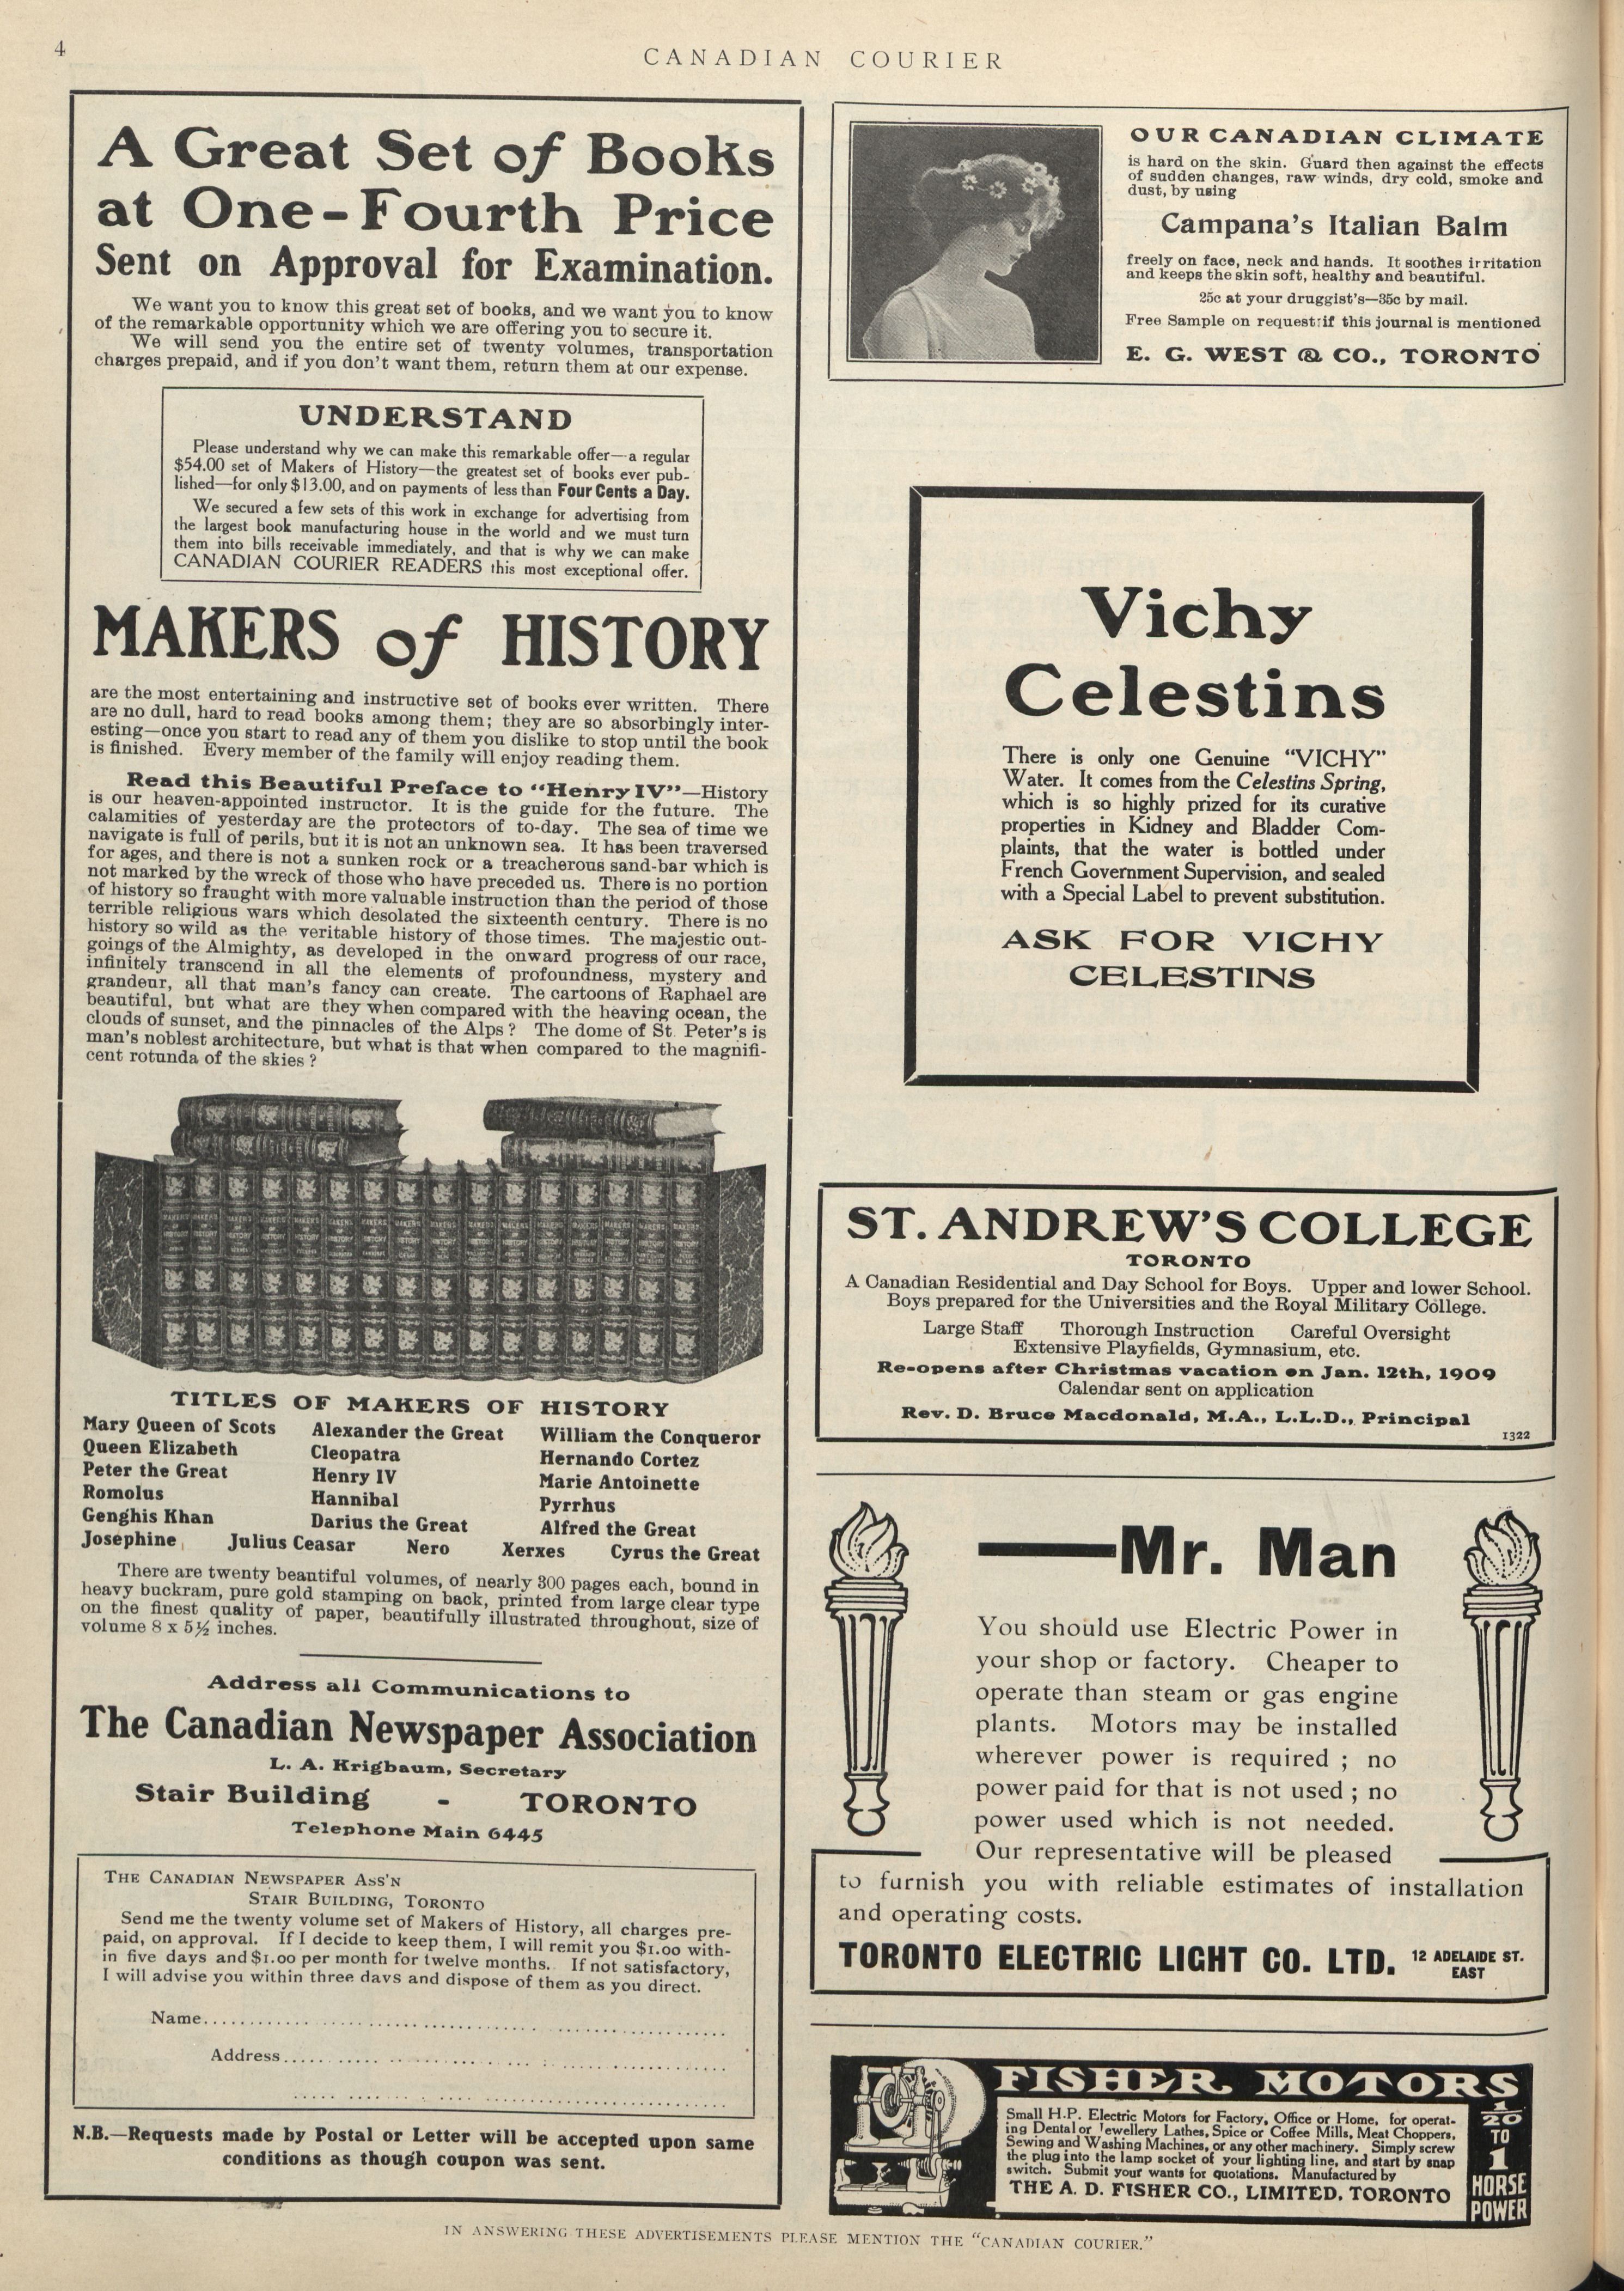 4
CANADIAN COURIER
A Great Set of Books
at One-Fourth Price
Sent on Approval for Examination.
We want you to know this great set of books, and we want you to know
of the remarkable opportunity which we are offering you to secure it.
We will send you the entire set of twenty volumes, transportation
charges prepaid, and if you don't want them, return them at our expense.
UNDERSTAND
Please understand why we can make this remarkable offer—a regular
$54.00 set of Makers of History—the greatest set of books ever pub-
lished—for only $13.00, and on payments of less than Four Cents a Day.
We secured a few sets of this work in exchange for advertising from
the largest book manufacturing house in the world and we must turn
them into bills receivable immediately, and that is why we can make
CANADIAN COURIER READERS this most exceptional offer.
MAKERS of HISTORY
are the most entertaining and instructive set of books ever written. There
are no dull, hard to read books among them; they are so absorbingly inter-
esting—once you start to read any of them you dislike to stop until the book
is finished. Every member of the family will enjoy reading them.
Read this Beautiful Preface to "Henry IV"—History
is our heaven-appointed instructor. It is the guide for the future. The
calamities of yesterday are the protectors of to-day. The sea of time we
navigate is full of perils, but it is not an unknown sea. It has been traversed
for ages, and there is not a sunken rock or a treacherous sand-bar which is
not marked by the wreck of those who have preceded us. There is no portion
of history so fraught with more valuable instruction than the period of those
terrible religious wars which desolated the sixteenth century. There is no
history so wild as the veritable history of those times. The majestic out-
goings of the Almighty, as developed in the onward progress of our race,
infinitely transcend in all the elements of profoundness, mystery and
grandeur, all that man's fancy can create. The cartoons of Raphael are
beautiful, but what are they when compared with the heaving ocean, the
clouds of sunset, and the pinnacles of the Alps? The dome of St. Peter's is
man's noblest architecture, but what is that when compared to the magnifi-
cent rotunda of the skies?
TITLES OF MAKERS OF HISTORY
Mary Queen of Scots Alexander the Great William the Conqueror
Queen Elizabeth Cleopatra Hernando Cortez
Peter the Great Henry IV Marie Antoinette
Romolus Hannibal Pyrrhus
Genghis Khan Darius the Great Alfred the Great
Josephine Julius Ceasar Nero Xerxes Cyrus the Great
There are twenty beautiful volumes, of nearly 300 pages each, bound in
heavy buckram, pure gold stamping on back, printed from large clear type
on the finest quality of paper, beautifully illustrated throughout, size of
volume 8 x 5½ inches.
Address all Communications to
The Canadian Newspaper Association
L. A. Krigbaum, Secretary
Stair Building - TORONTO
Telephone Main 6445
THE CANADIAN NEWSPAPER ASS'N
STAIR BUILDING, TORONTO
Send me the twenty volume set of Makers of History, all charges pre-
paid, on approval. If I decide to keep them, I will remit you $1.00 with-
in five days and $1.00 per month for twelve months. If not satisfactory,
I will advise you within three days and dispose of them as you direct.
Name
Address
N.B.—Requests made by Postal or Letter will be accepted upon same
conditions as though coupon was sent.
OUR CANADIAN CLIMATE
is hard on the skin. Guard then against the effects
of sudden changes, raw winds, dry cold, smoke and
dust, by using
Campana's Italian Balm
freely on face, neck and hands. It soothes irritation
and keeps the skin soft, healthy and beautiful.
25c at your druggist's—35c by mail.
Free Sample on request if this journal is mentioned
E. G. WEST & CO., TORONTO
Vichy
Celestins
There is only one Genuine "VICHY"
Water. It comes from the Celestins Spring,
which is so highly prized for its curative
properties in Kidney and Bladder Com-
plaints, that the water is bottled under
French Government Supervision, and sealed
with a Special Label to prevent substitution.
ASK FOR VICHY
CELESTINS
ST. ANDREW'S COLLEGE
TORONTO
A Canadian Residential and Day School for Boys. Upper and lower School.
Boys prepared for the Universities and the Royal Military College.
Large Staff Thorough Instruction Careful Oversight
Extensive Playfields, Gymnasium, etc.
Re-opens after Christmas vacation on Jan. 12th, 1909
Calendar sent on application
Rev. D. Bruce Macdonald, M.A., L.L.D., Principal
1322
—Mr. Man
You should use Electric Power in
your shop or factory. Cheaper to
operate than steam or gas engine
plants. Motors may be installed
wherever power is required; no
power paid for that is not used; no
power used which is not needed.
Our representative will be pleased
to furnish you with reliable estimates of installation
and operating costs.
TORONTO ELECTRIC LIGHT CO. LTD. 12 ADELAIDE ST.
EAST
FISHER MOTORS
Small H.P. Electric Motors for Factory, Office or Home, for operat-
ing Dental or Jewellery Lathes, Spice or Coffee Mills, Meat Choppers,
Sewing and Washing Machines, or any other machinery. Simply screw
the plug into the lamp socket of your lighting line, and start by snap
switch. Submit your wants for quotations. Manufactured by
THE A. D. FISHER CO., LIMITED, TORONTO
1/20
TO
1
HORSE
POWER
IN ANSWERING THESE ADVERTISEMENTS PLEASE MENTION THE "CANADIAN COURIER."